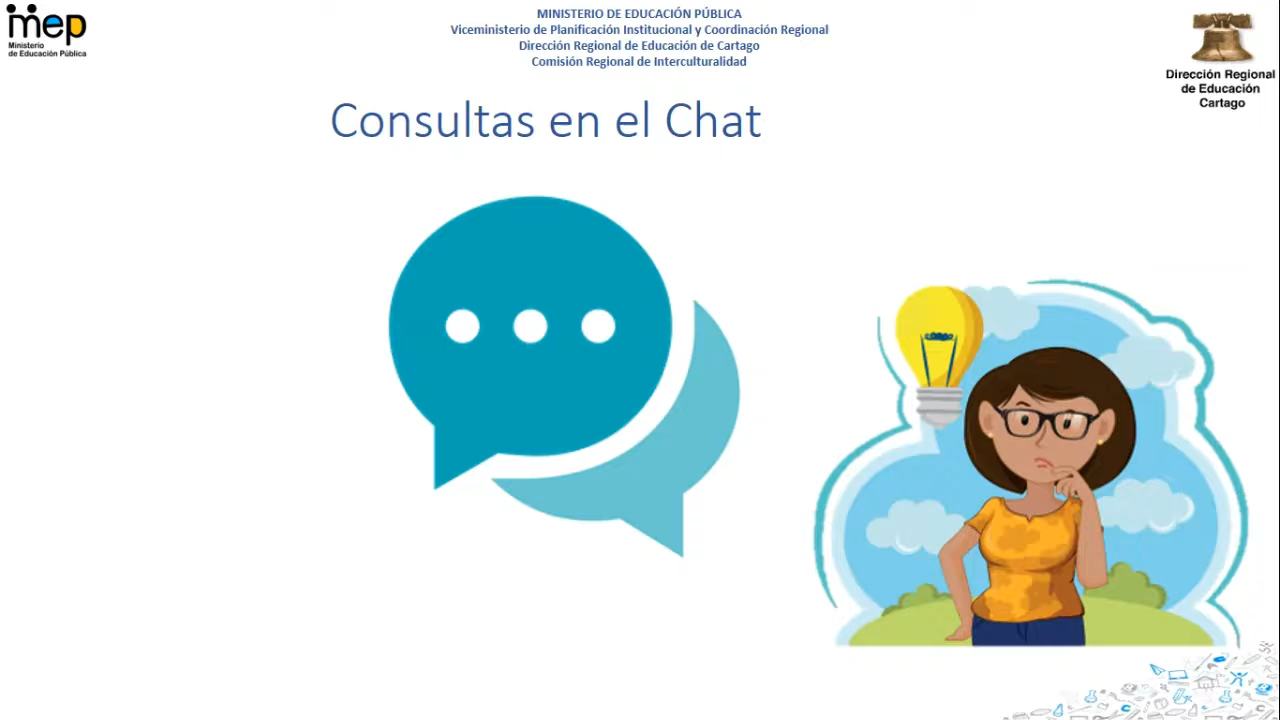 mep
Ministerio
de Educación Pública
MINISTERIO DE EDUCACIÓN PÚBLICA
Viceministerio de Planificación Institucional y Coordinación Regional
Dirección Regional de Educación de Cartago
Comisión Regional de Interculturalidad
Dirección Regional
de Educación
Cartago
Consultas en el Chat